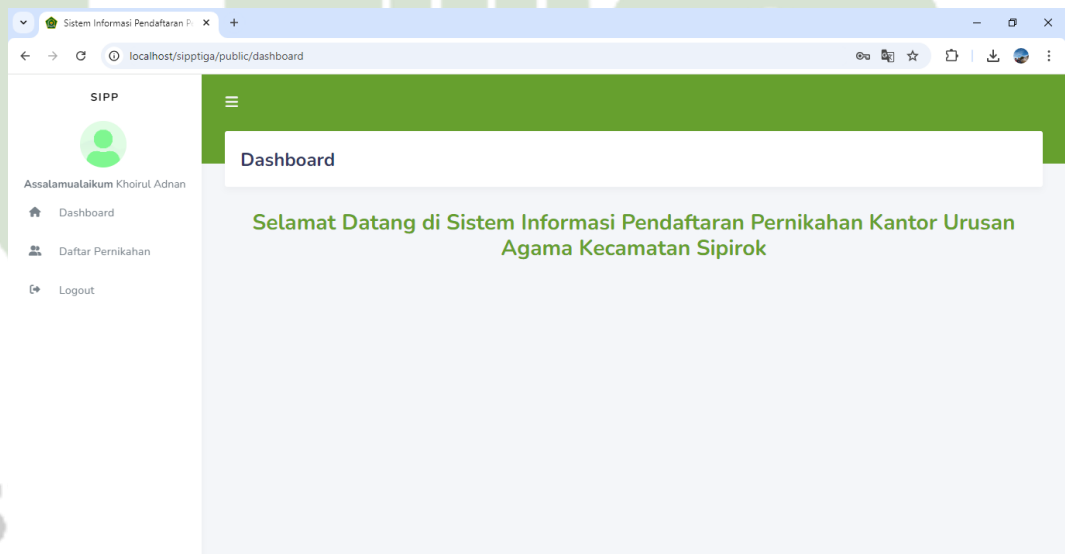 Sistem Informasi Pendaftaran P
localhost/sipptiga/public/dashboard
SIPP
Assalamualaikum Khoirul Adnan
Dashboard
Daftar Pernikahan
Logout
Dashboard
Selamat Datang di Sistem Informasi Pendaftaran Pernikahan Kantor Urusan
Agama Kecamatan Sipirok